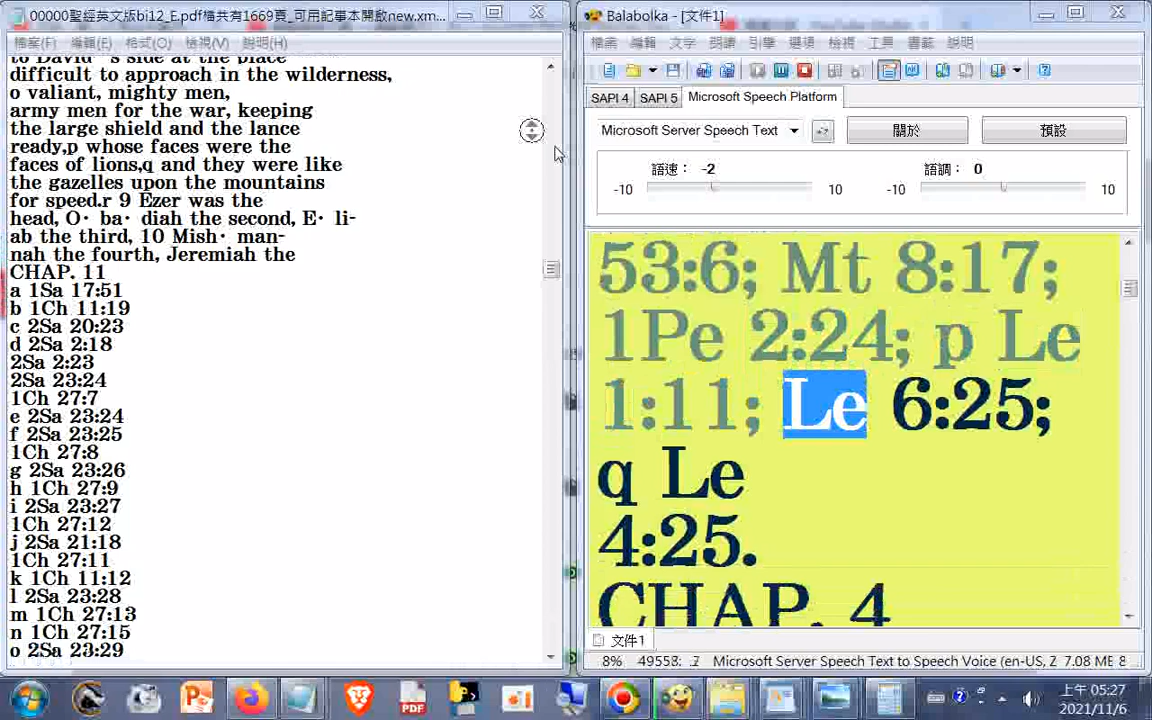 00000聖經英文版bi12_E.pdf檔共有1669頁_可用記事本開啟new.xm...
檔案(F) 編輯(E) 格式(O) 檢視(V) 說明(H)
to David's side at the place
difficult to approach in the wilderness,
o valiant, mighty men,
army men for the war, keeping
the large shield and the lance
ready,p whose faces were the
faces of lions,q and they were like
the gazelles upon the mountains
for speed.r 9 Ezer was the
head, O· ba· diah the second, E· li-
ab the third, 10 Mish· man-
nah the fourth, Jeremiah the
CHAP. 11
a 1Sa 17:51
b 1Ch 11:19
c 2Sa 20:23
d 2Sa 2:18
2Sa 2:23
2Sa 23:24
1Ch 27:7
e 2Sa 23:24
f 2Sa 23:25
1Ch 27:8
g 2Sa 23:26
h 1Ch 27:9
i 2Sa 23:27
1Ch 27:12
j 2Sa 21:18
1Ch 27:11
k 1Ch 11:12
l 2Sa 23:28
m 1Ch 27:13
n 1Ch 27:15
o 2Sa 23:29
Balabolka - [文件1]
檔案 編輯 文字 朗讀 引擎 選項 檢視 工具 書籤 說明
SAPI 4 SAPI 5 Microsoft Speech Platform
Microsoft Server Speech Text 關於 預設
語速: -2 語調: 0
-10 10 -10 10
53:6; Mt 8:17;
1Pe 2:24; p Le
1:11; Le 6:25;
q Le
4:25.
CHAP. 4
文件1
8% Microsoft Server Speech Text to Speech Voice (en-US, Z 7.08 MB 8
PDF
上午 05:27
2021/11/6